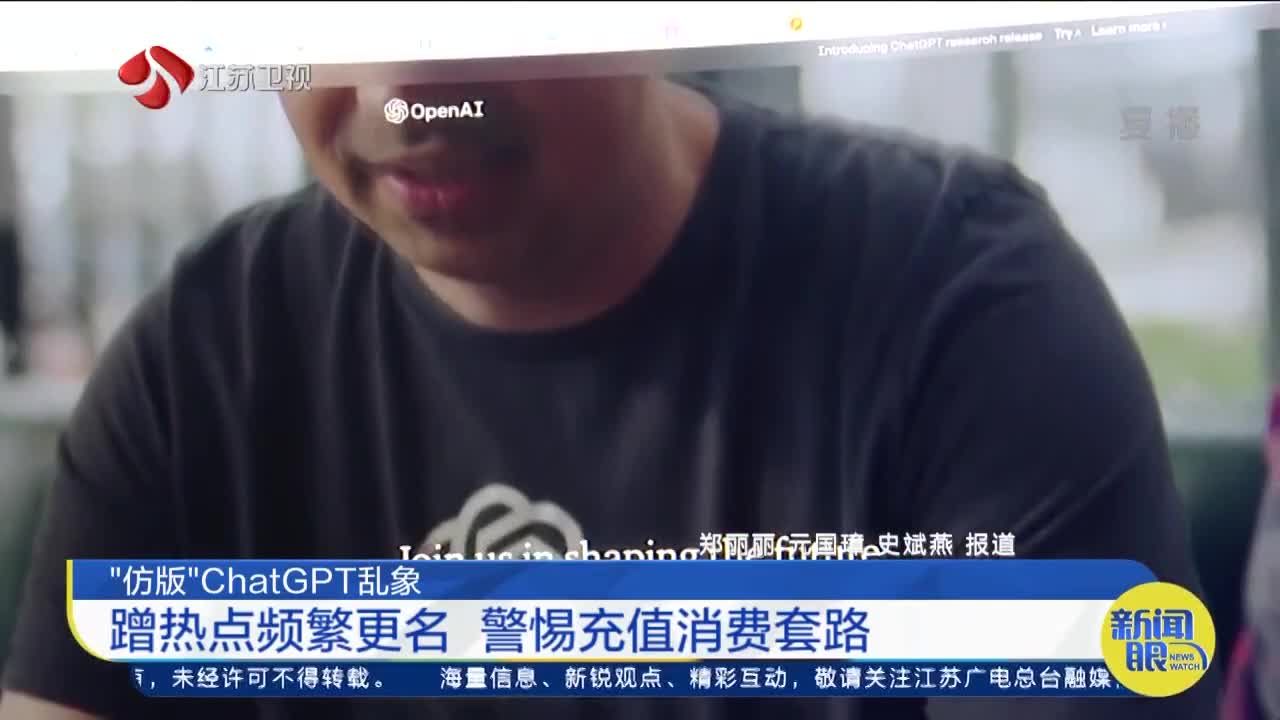 Introducing ChatGPT research release Try Learn more
江苏卫视
OpenAI
复播
Join us in shaping the future
郑丽丽 亓国璋 史斌燕 报道
"仿版"ChatGPT乱象
蹭热点频繁更名 警惕充值消费套路
新闻眼
NEWS WATCH
，未经许可不得转载。 海量信息、新锐观点、精彩互动，敬请关注江苏广电总台融媒